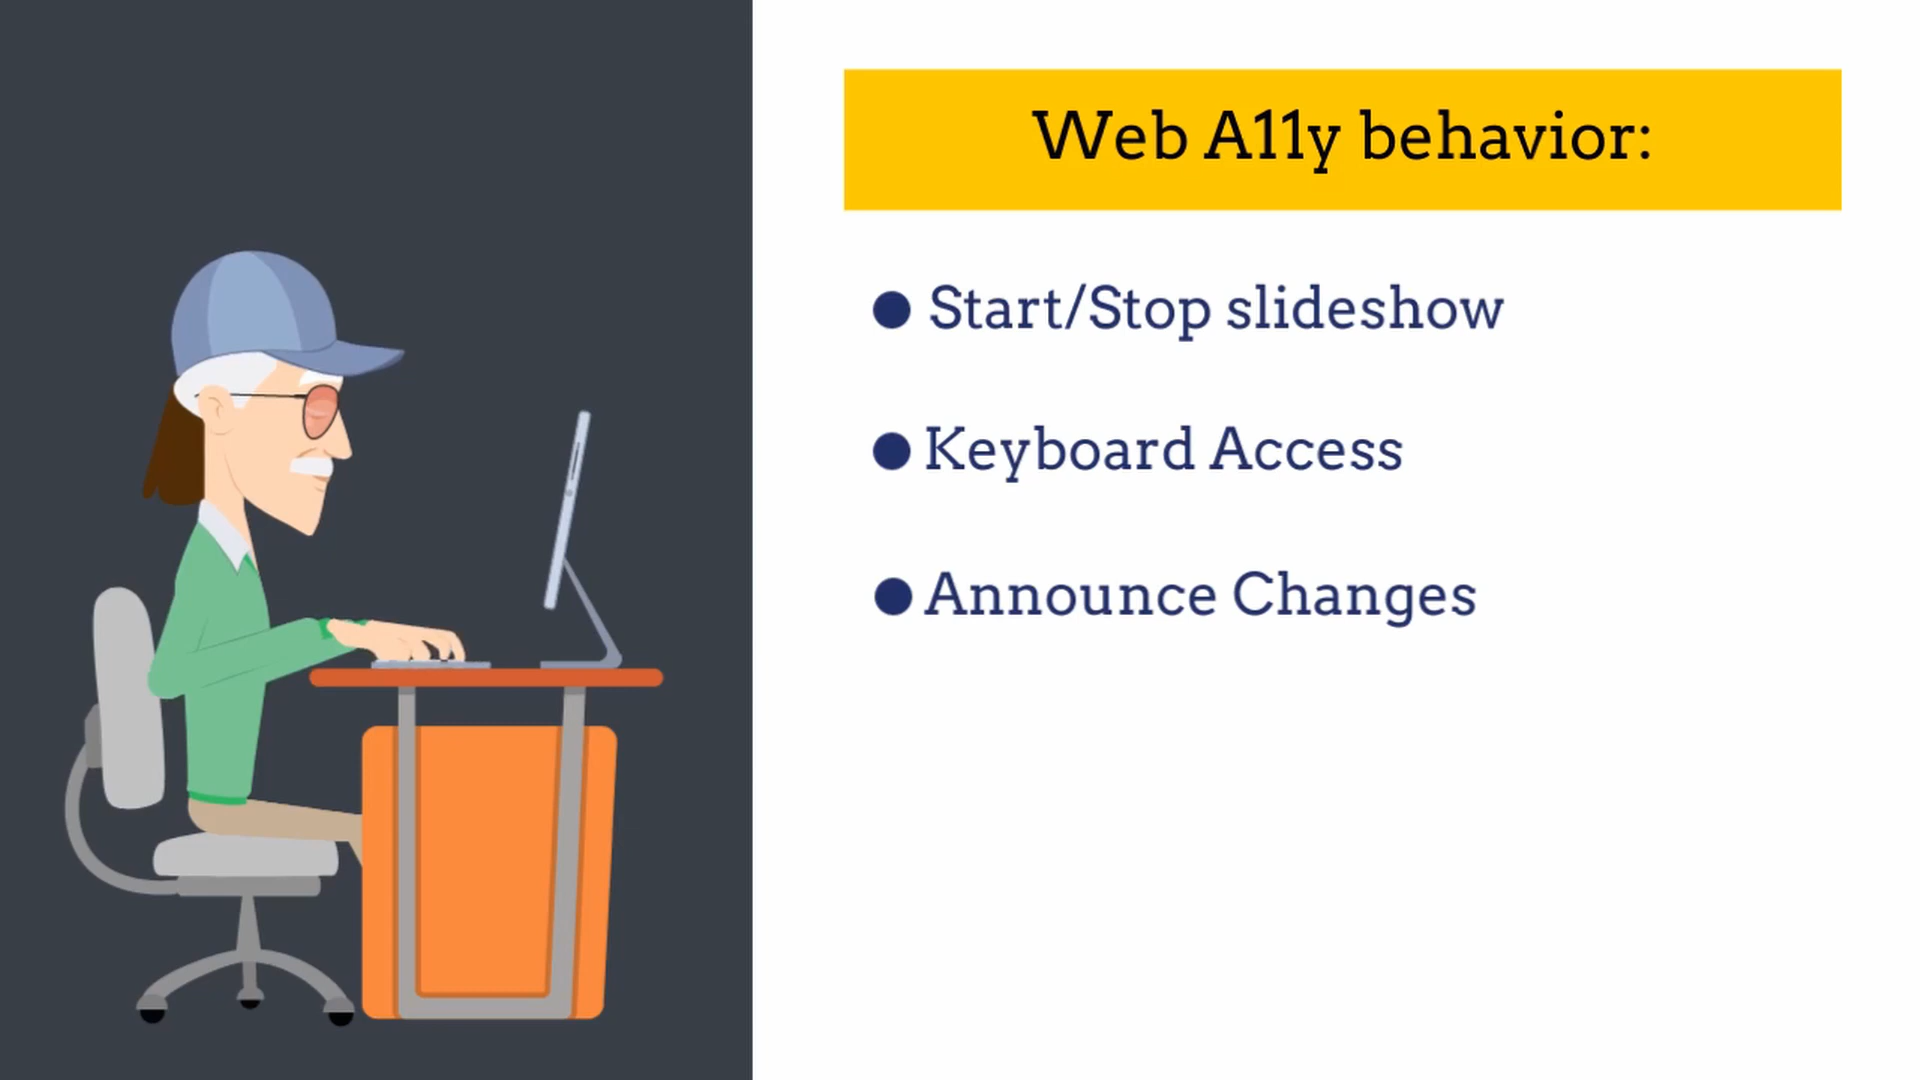 Web A11y behavior:
Start/Stop slideshow
Keyboard Access
Announce Changes